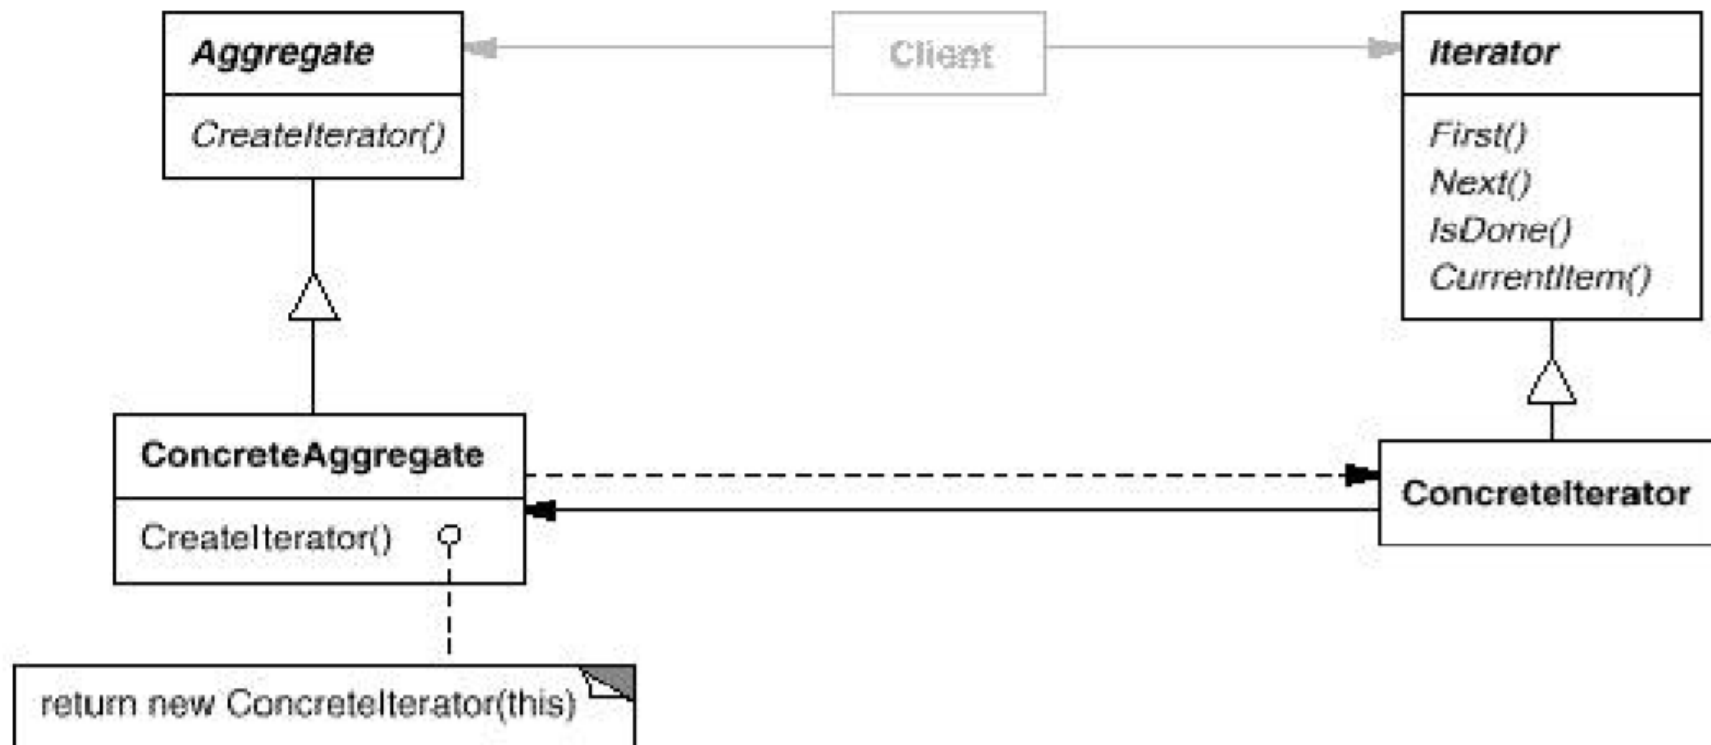 Aggregate
CreateIterator()
Client
Iterator
First()
Next()
IsDone()
CurrentItem()
ConcreteAggregate
CreateIterator()
ConcreteIterator
return new ConcreteIterator(this)